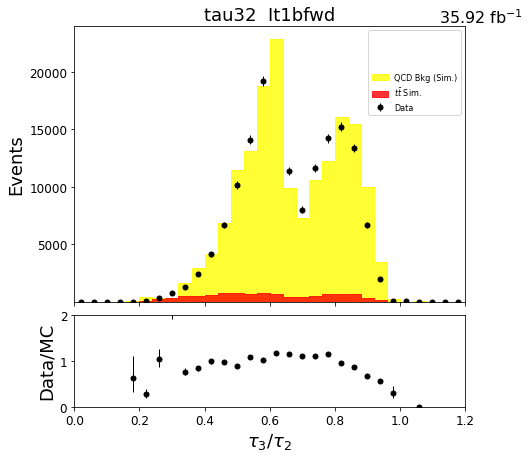 tau32 lt1bfwd
35.92 fb⁻¹
QCD Bkg (Sim.)
tt̄ Sim.
Data
Events
20000
15000
10000
5000
Data/MC
2
1
0
0.0 0.2 0.4 0.6 0.8 1.0 1.2
τ₃/τ₂